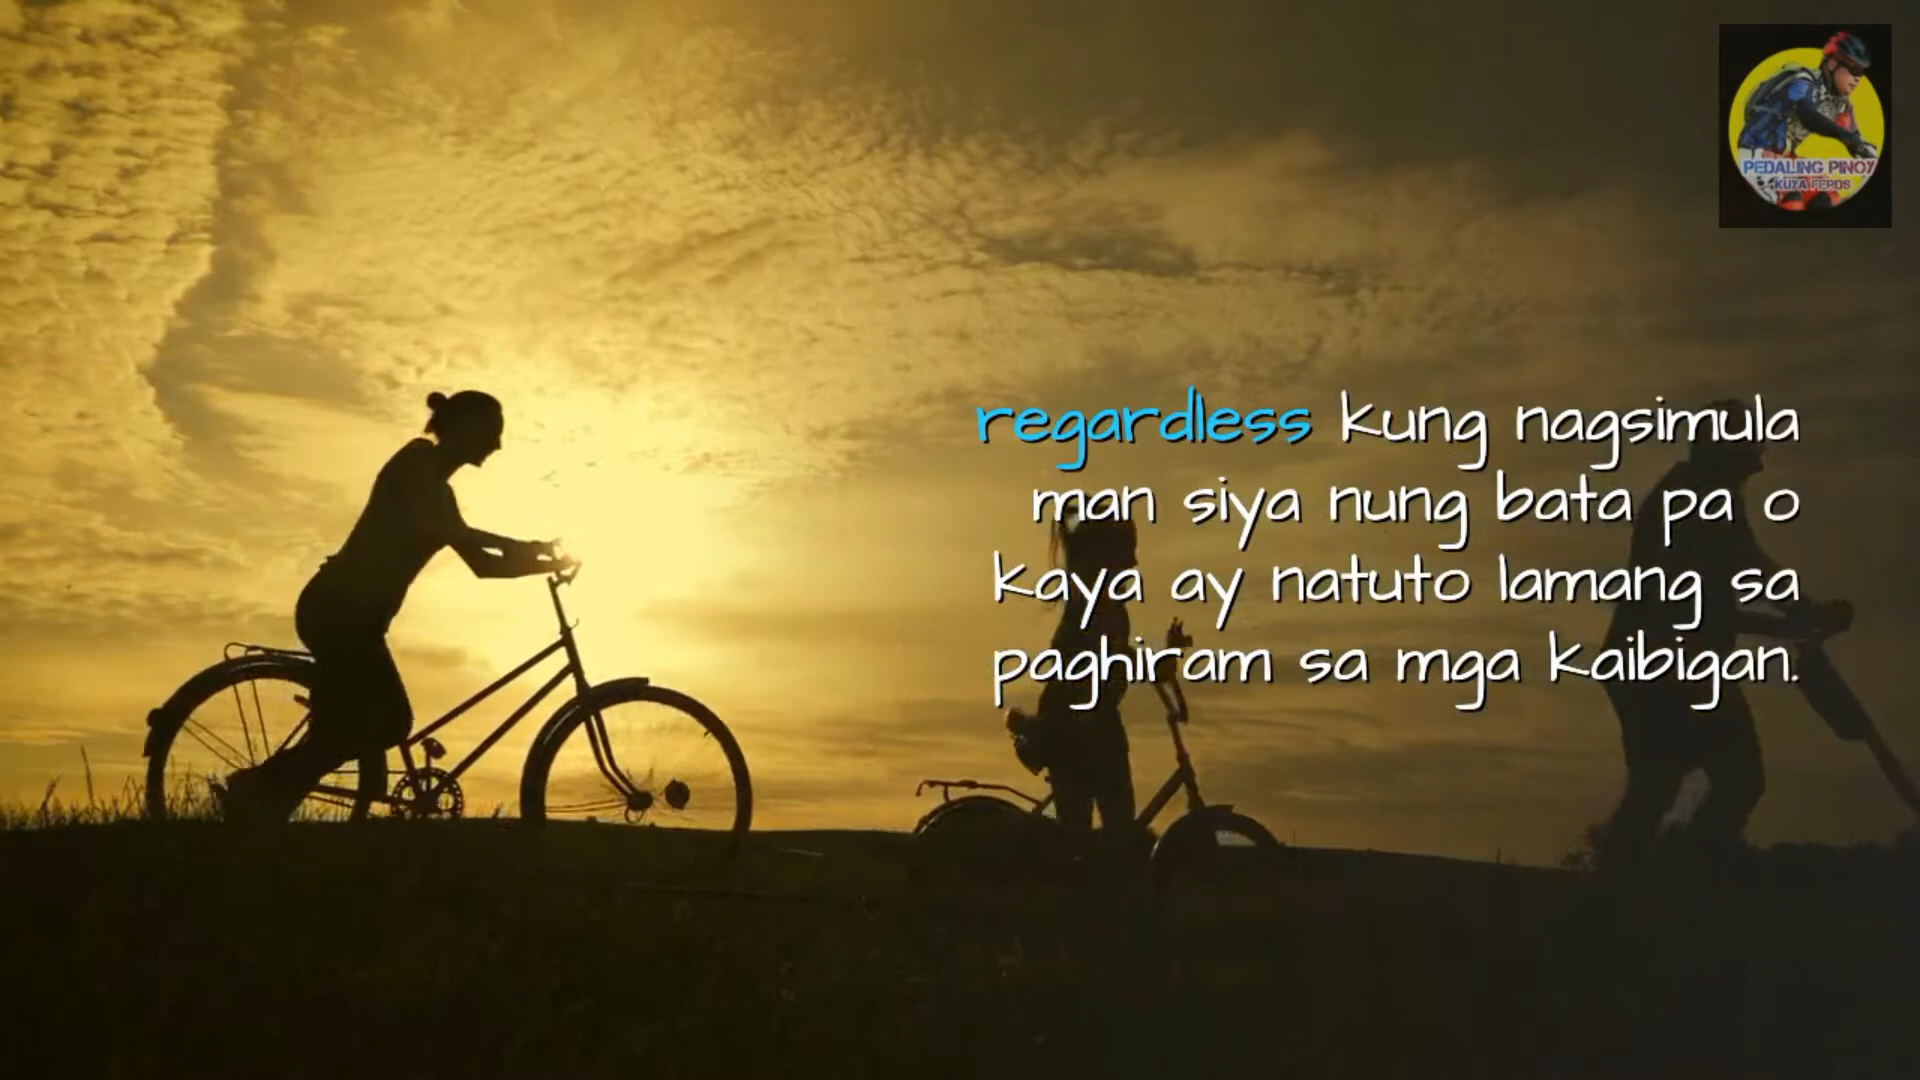 PEDALING PINOY
KUYA FERDS
regardless kung nagsimula
man siya nung bata pa o
kaya ay natuto lamang sa
paghiram sa mga kaibigan.